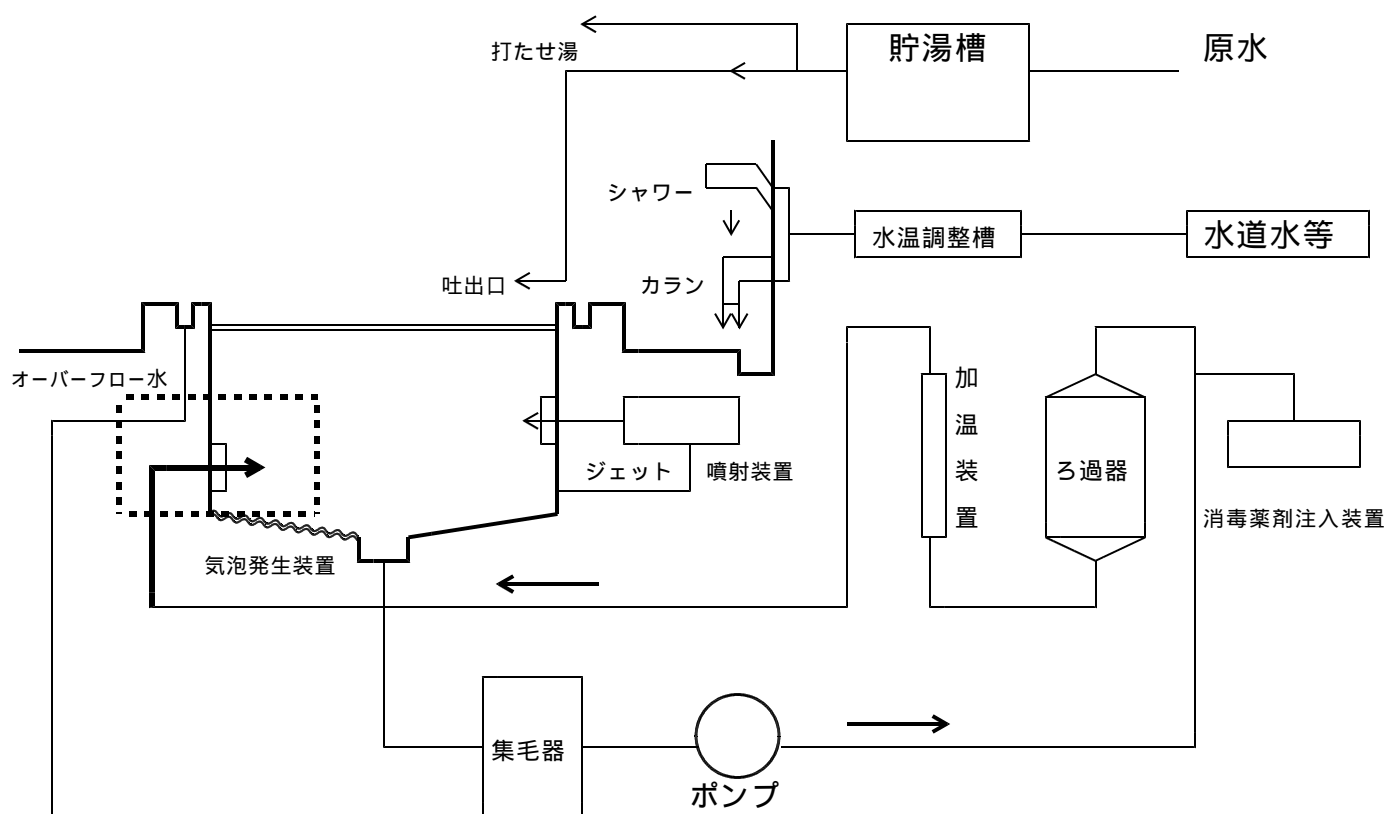 貯湯槽
原水
打たせ湯
シャワー
水温調整槽
水道水等
吐出口
カラン
オーバーフロー水
加温装置
ろ過器
ジェット
噴射装置
消毒薬剤注入装置
気泡発生装置
集毛器
ポンプ